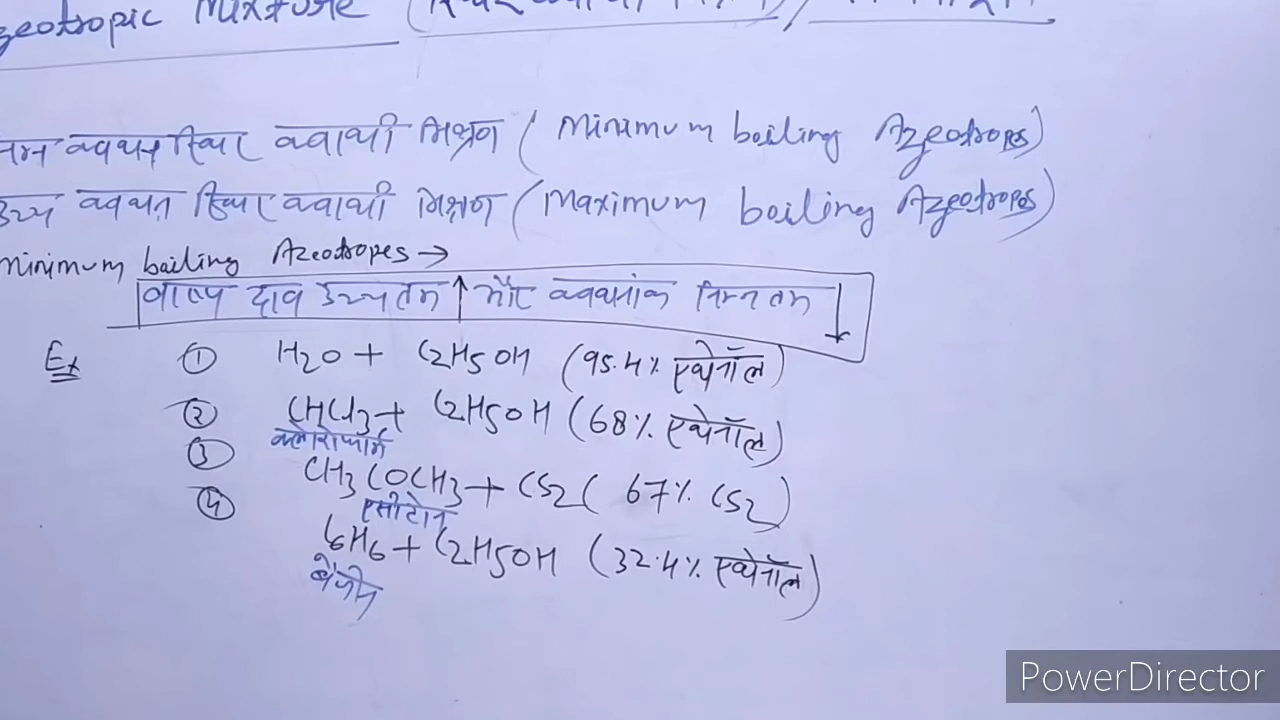 zeotropic Mixture (
न्यून क्वथन स्थिर क्वाथी मिश्रण ( Minimum boiling Azeotropes)
उच्च क्वथन स्थिर क्वाथी मिश्रण (Maximum boiling Azeotropes)
Minimum boiling Azeotropes →
वाष्प दाब उच्चतम ↑ और क्वथनांक निम्नतम ↓
Ex ① H2O + C2H5OH (95.4% एथेनॉल)
② CHCl3 + C2H5OH (68% एथेनॉल)
क्लोरोफार्म
③ CH3COCH3 + CS2 ( 67% CS2)
एसीटोन
④ C6H6 + C2H5OH (32.4% एथेनॉल)
बेंजीन
PowerDirector